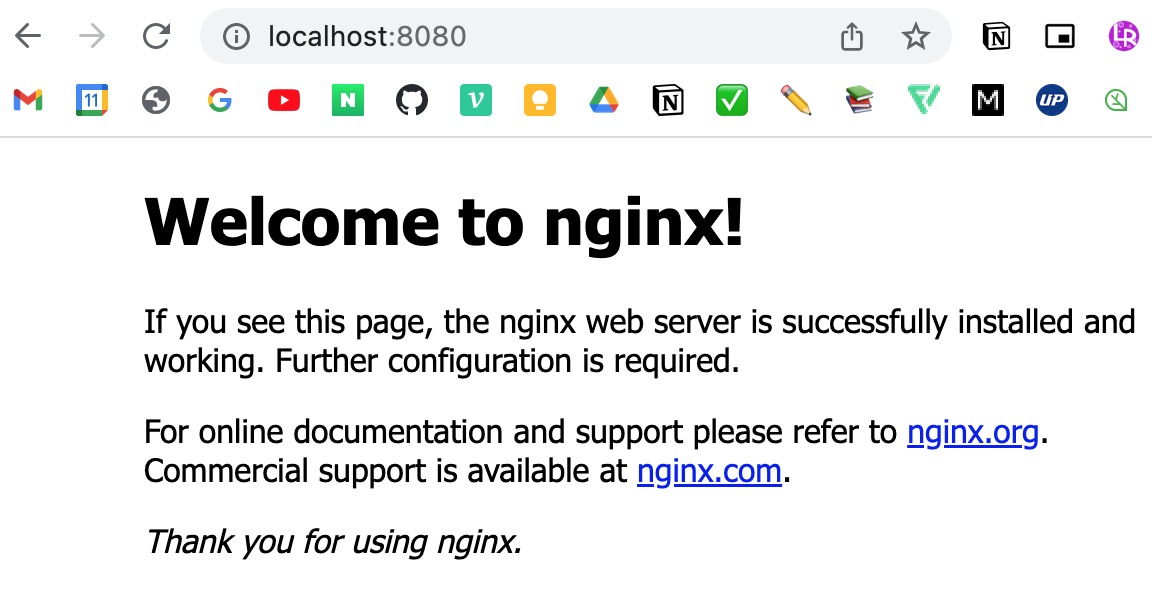 localhost:8080
11
N
N
V
N
M
UP
LR
Welcome to nginx!
If you see this page, the nginx web server is successfully installed and
working. Further configuration is required.
For online documentation and support please refer to nginx.org.
Commercial support is available at nginx.com.
Thank you for using nginx.